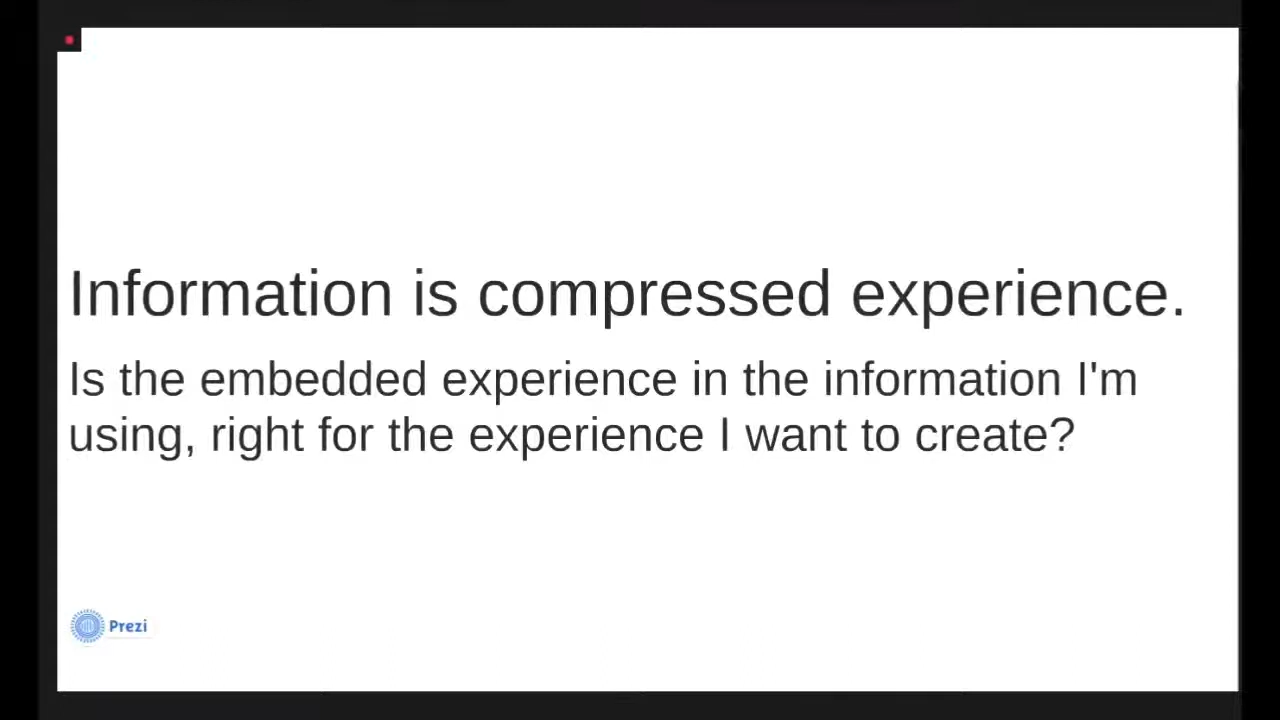 Information is compressed experience.
Is the embedded experience in the information I'm
using, right for the experience I want to create?
Prezi